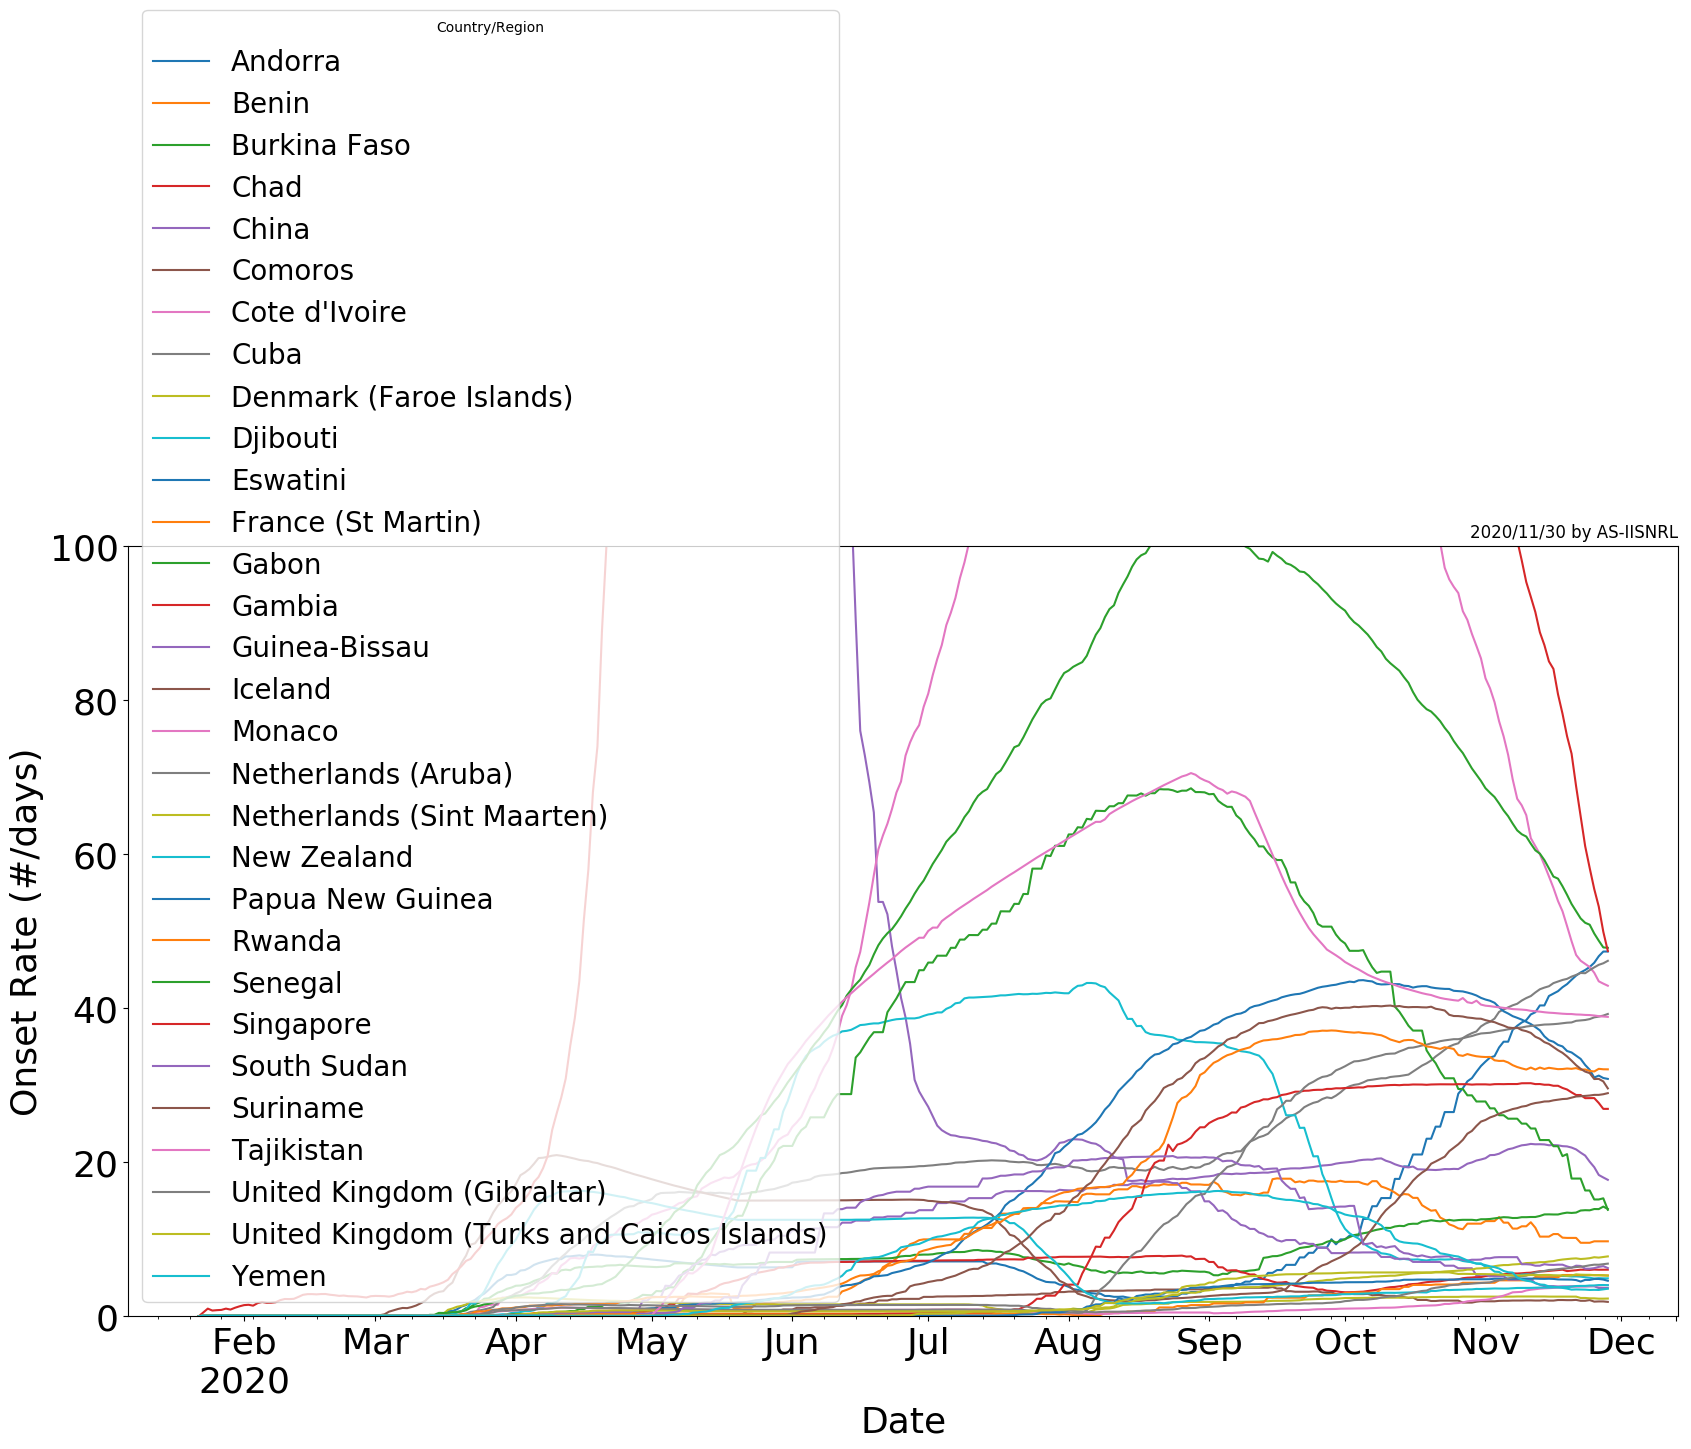 Country/Region
Andorra
Benin
Burkina Faso
Chad
China
Comoros
Cote d'Ivoire
Cuba
Denmark (Faroe Islands)
Djibouti
Eswatini
France (St Martin)
Gabon
Gambia
Guinea-Bissau
Iceland
Monaco
Netherlands (Aruba)
Netherlands (Sint Maarten)
New Zealand
Papua New Guinea
Rwanda
Senegal
Singapore
South Sudan
Suriname
Tajikistan
United Kingdom (Gibraltar)
United Kingdom (Turks and Caicos Islands)
Yemen
2020/11/30 by AS-IISNRL
Onset Rate (#/days)
100
80
60
40
20
0
Feb Mar Apr May Jun Jul Aug Sep Oct Nov Dec
2020
Date